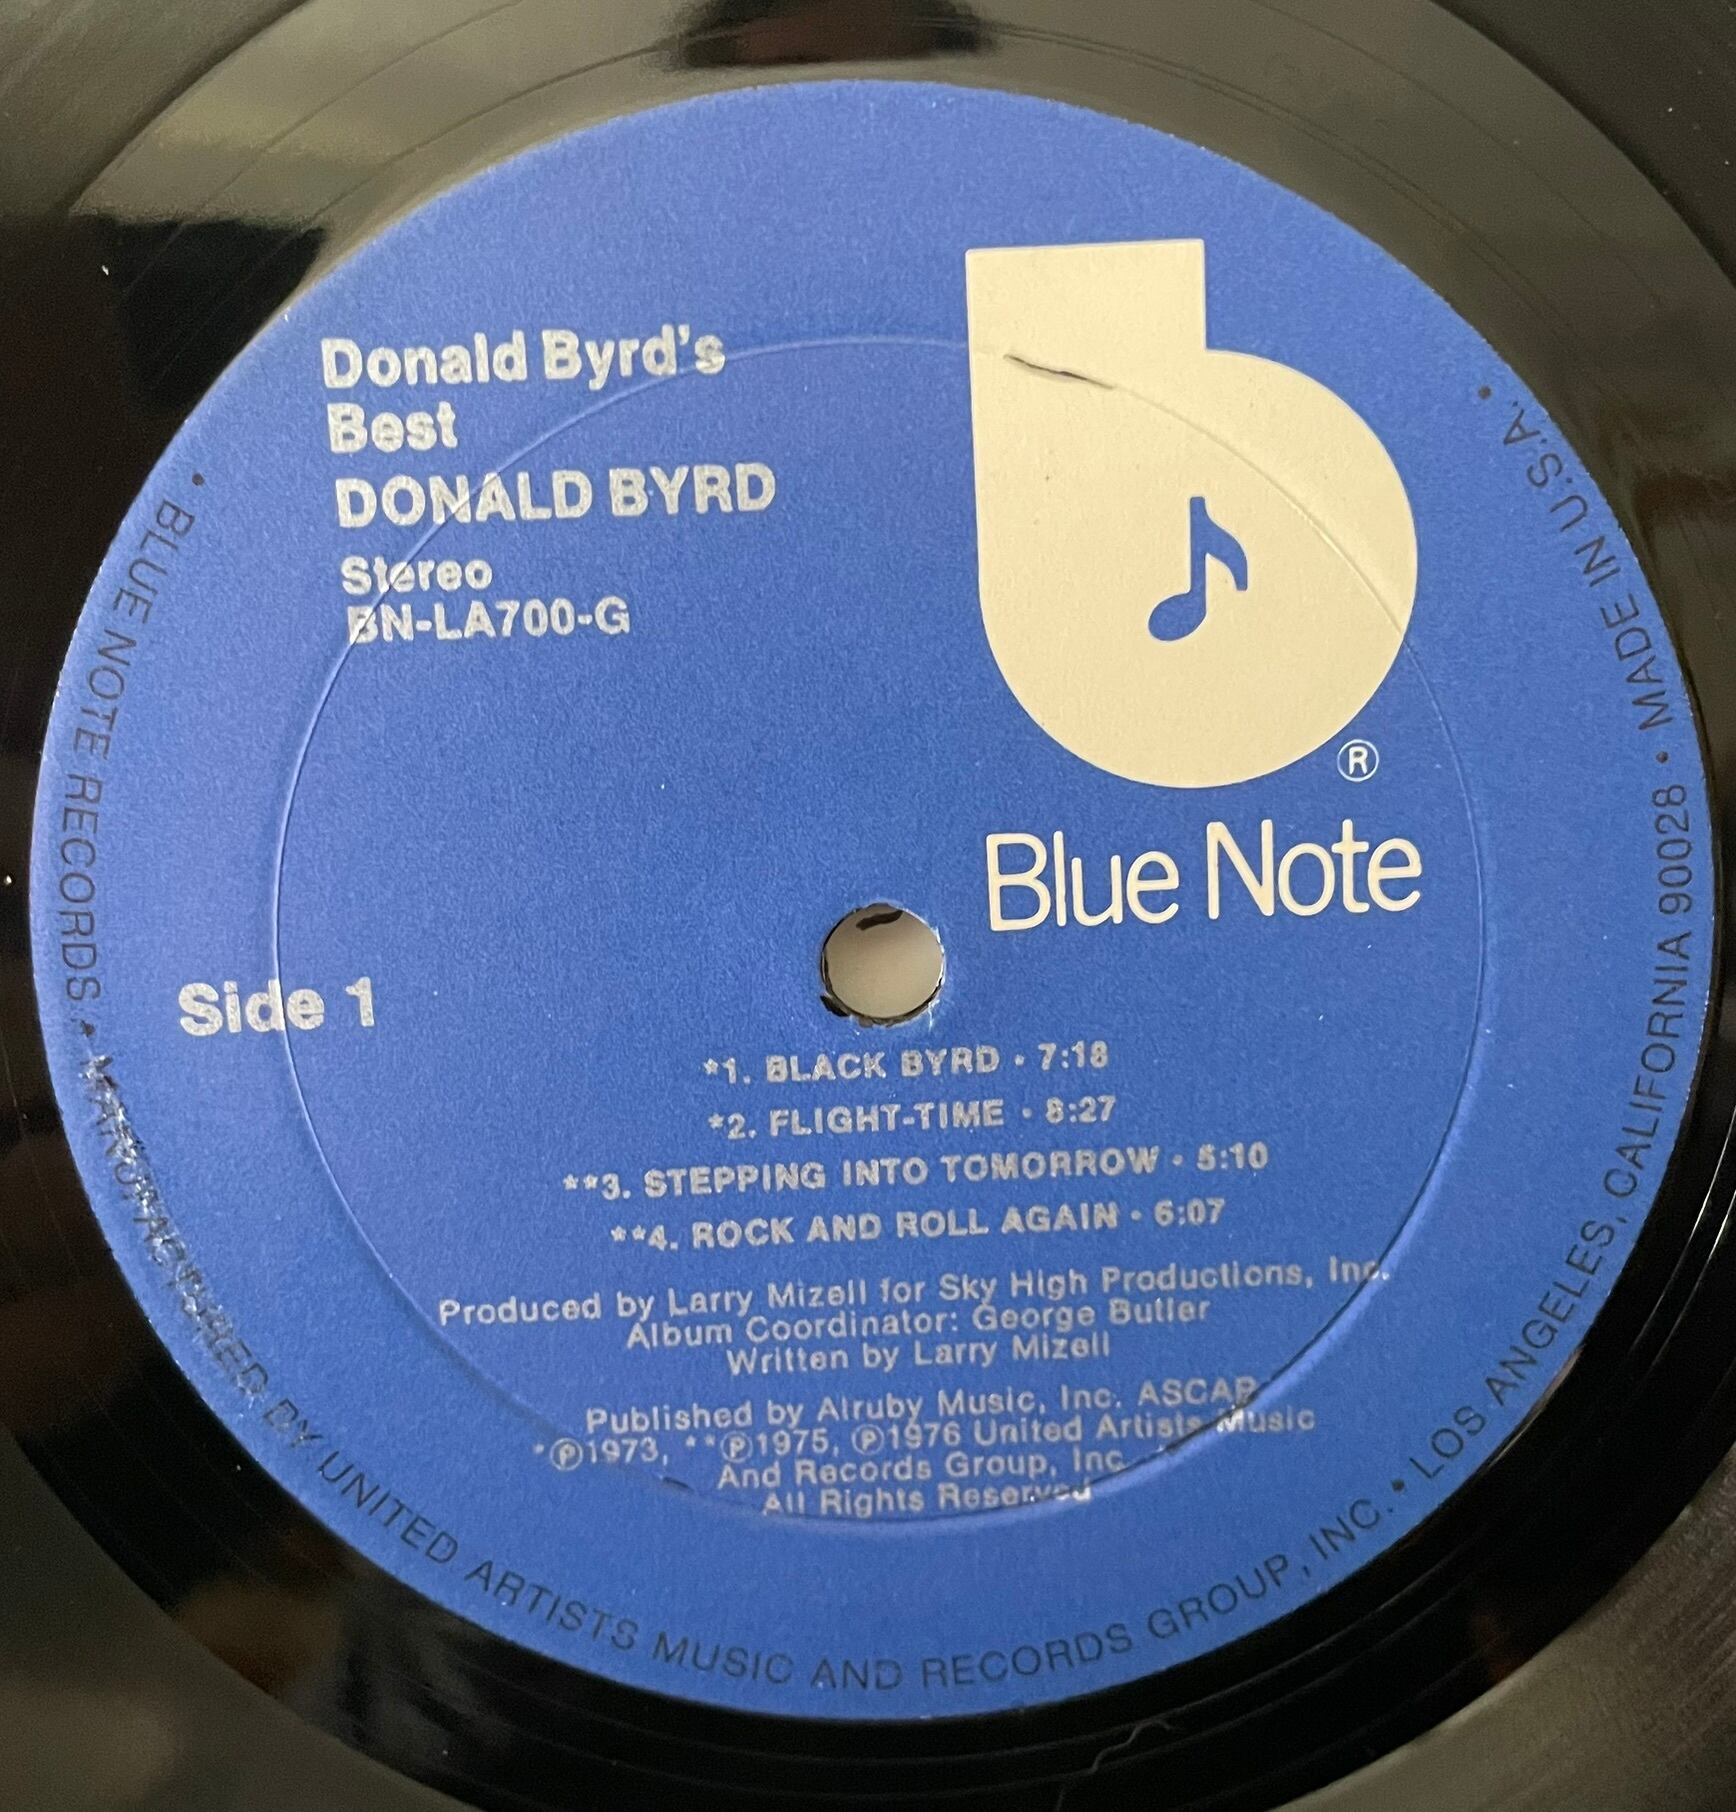 Donald Byrd's
Best
DONALD BYRD
Stereo
BN-LA700-G
®
Blue Note
Side 1
*1. BLACK BYRD • 7:18
*2. FLIGHT-TIME • 8:27
**3. STEPPING INTO TOMORROW • 5:10
**4. ROCK AND ROLL AGAIN • 6:07
Produced by Larry Mizell for Sky High Productions, Inc.
Album Coordinator: George Butler
Written by Larry Mizell
Published by Alruby Music, Inc. ASCAP
*℗1973, **℗1975, ℗1976 United Artists Music
And Records Group, Inc.
All Rights Reserved
• BLUE NOTE RECORDS • MANUFACTURED BY UNITED ARTISTS MUSIC AND RECORDS GROUP, INC. • LOS ANGELES, CALIFORNIA 90028 • MADE IN U.S.A. •